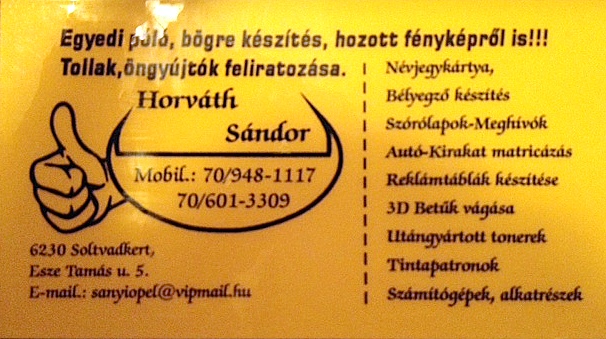 Egyedi póló, bögre készítés, hozott fényképről is!!!
Tollak,öngyújtók feliratozása.
Horváth
Sándor
Mobil.: 70/948-1117
70/601-3309
6230 Soltvadkert,
Esze Tamás u. 5.
E-mail.: sanyiopel@vipmail.hu
Névjegykártya,
Bélyegző készítés
Szórólapok-Meghívók
Autó-Kirakat matricázás
Reklámtáblák készítése
3D Betűk vágása
Utángyártott tonerek
Tintapatronok
Számítógépek, alkatrészek